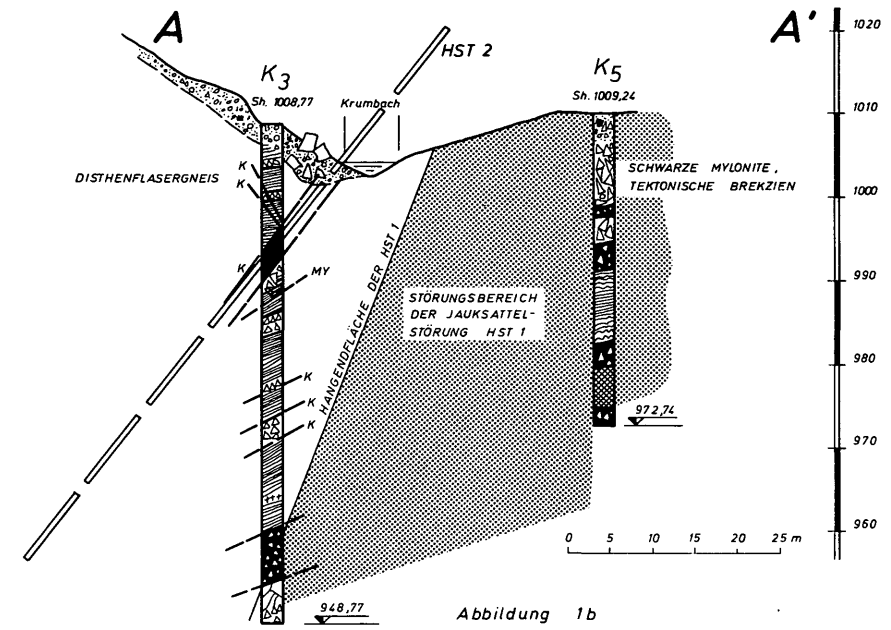 A
A'
HST 2
K3
Sh. 1008,77
Krumbach
K5
Sh. 1009,24
1020
1010
1000
990
980
970
960
DISTHENFLASERGNEIS
K
K
K
MY
K
K
K
HANGENDFLÄCHE DER HST 1
STÖRUNGSBEREICH
DER JAUKSATTEL-
STÖRUNG HST 1
SCHWARZE MYLONITE,
TEKTONISCHE BREKZIEN
972,74
948,77
0 5 10 15 20 25 m
Abbildung 1b